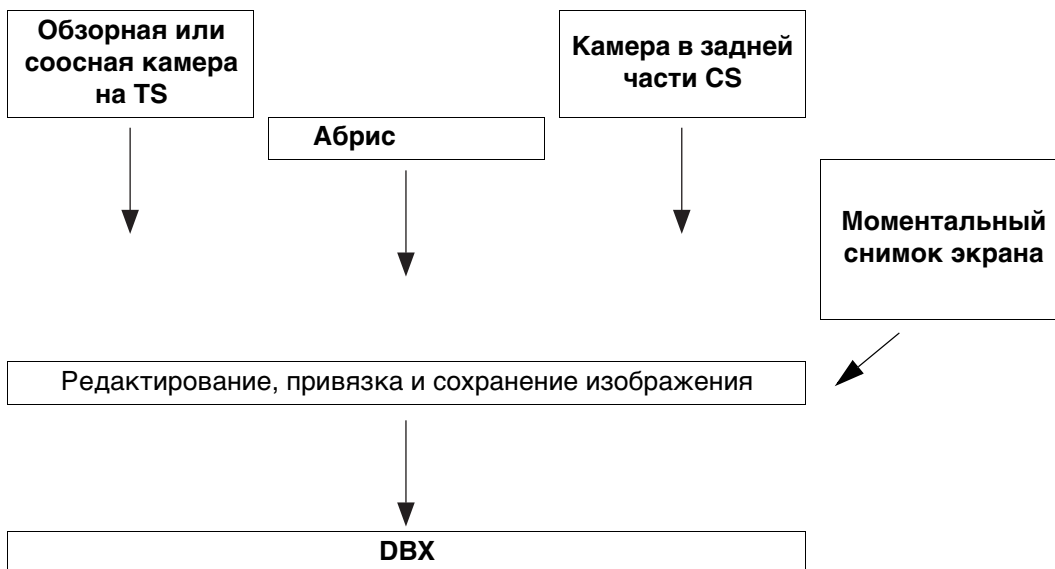 Обзорная или
соосная камера
на TS
Камера в задней
части CS
Абрис
Моментальный
снимок экрана
Редактирование, привязка и сохранение изображения
DBX